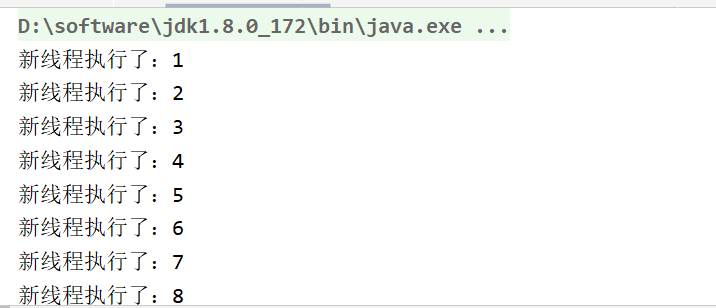 D:\software\jdk1.8.0_172\bin\java.exe ...
新线程执行了：1
新线程执行了：2
新线程执行了：3
新线程执行了：4
新线程执行了：5
新线程执行了：6
新线程执行了：7
新线程执行了：8